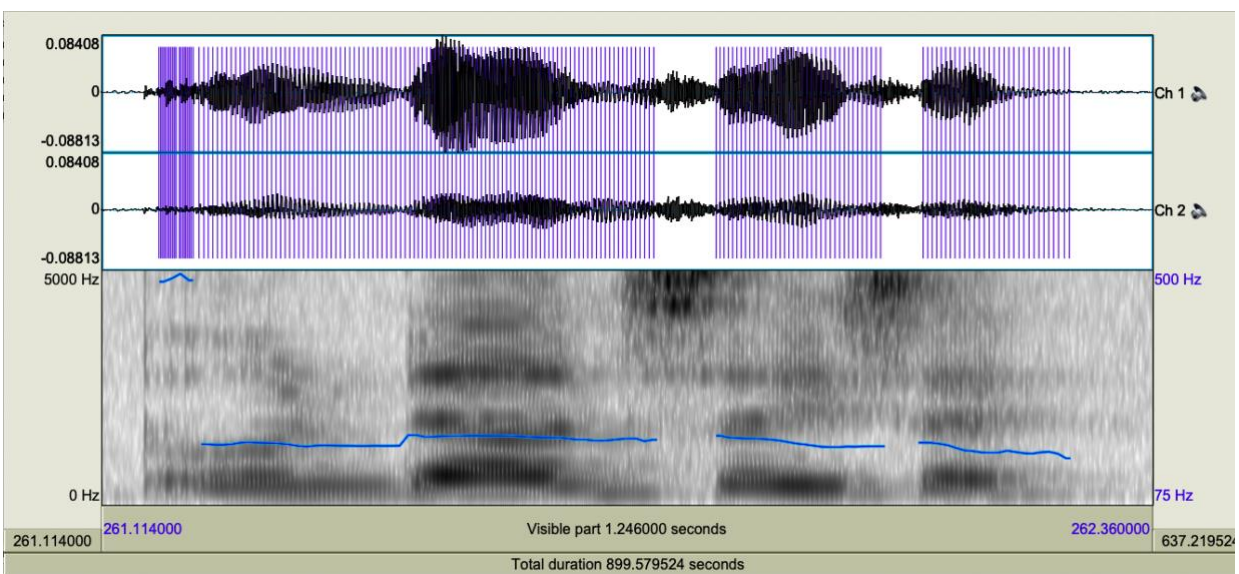 0.08408
0
-0.08813
Ch 1
0.08408
0
-0.08813
Ch 2
5000 Hz
500 Hz
0 Hz
75 Hz
261.114000
Visible part 1.246000 seconds
262.360000
261.114000
637.219524
Total duration 899.579524 seconds